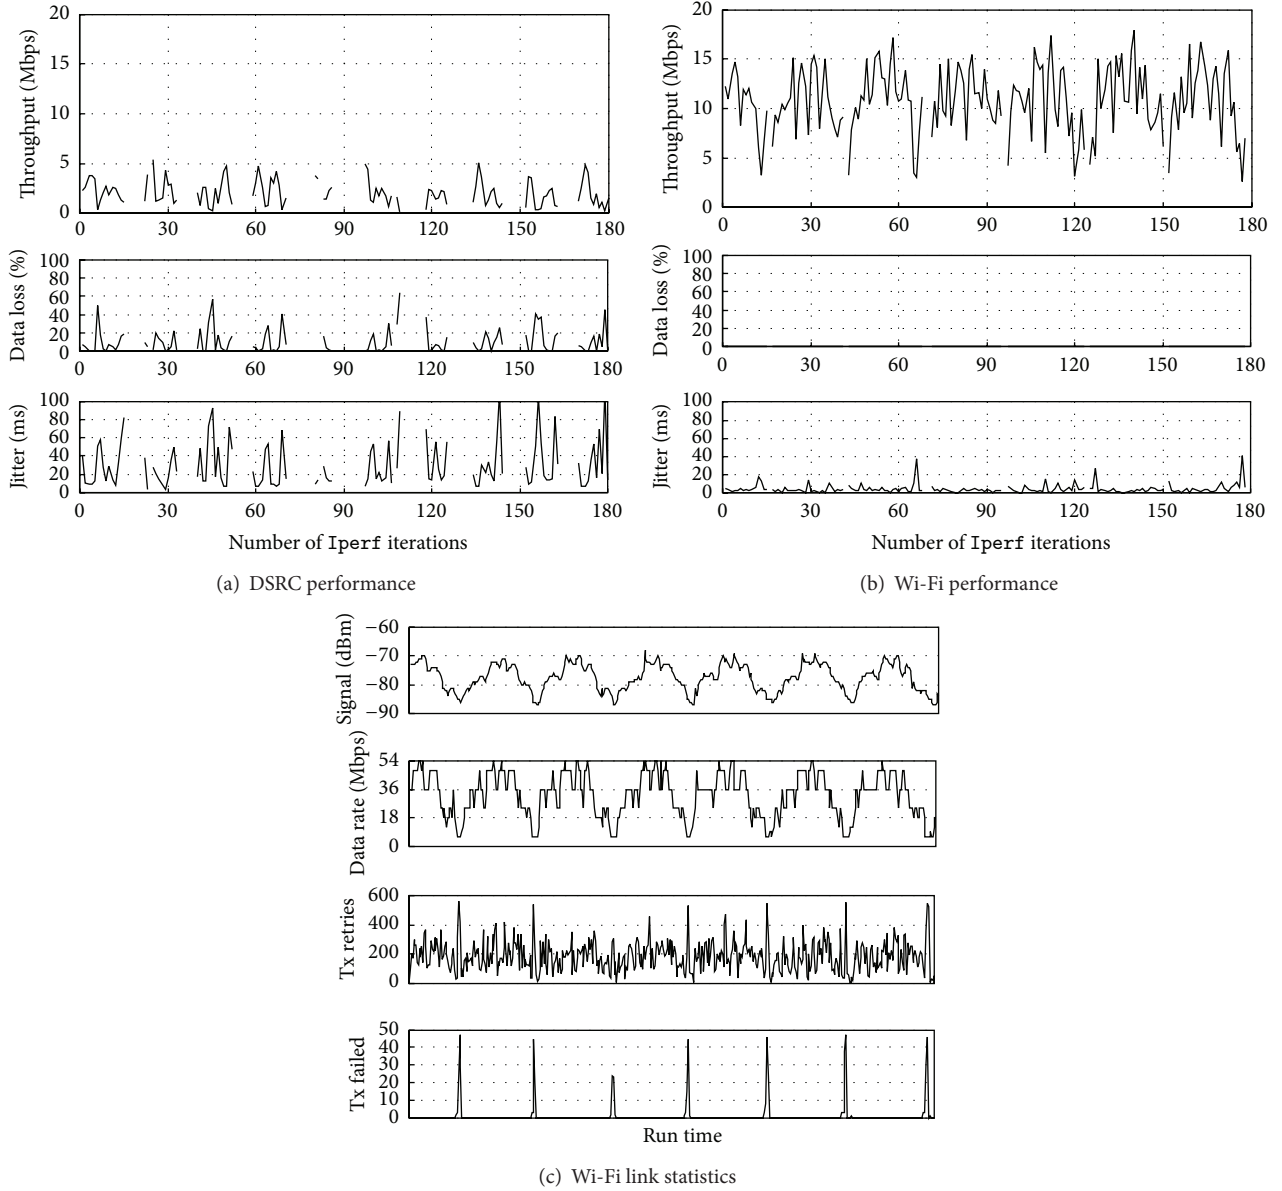 Throughput (Mbps)
20
15
10
5
0
0 30 60 90 120 150 180
Data loss (%)
100
80
60
40
20
0
0 30 60 90 120 150 180
Jitter (ms)
100
80
60
40
20
0
0 30 60 90 120 150 180
Number of Iperf iterations
(a) DSRC performance
Throughput (Mbps)
20
15
10
5
0
0 30 60 90 120 150 180
Data loss (%)
100
80
60
40
20
0
0 30 60 90 120 150 180
Jitter (ms)
100
80
60
40
20
0
0 30 60 90 120 150 180
Number of Iperf iterations
(b) Wi-Fi performance
Signal (dBm)
−60
−70
−80
−90
Data rate (Mbps)
54
36
18
0
Tx retries
600
400
200
0
Tx failed
50
40
30
20
10
0
Run time
(c) Wi-Fi link statistics